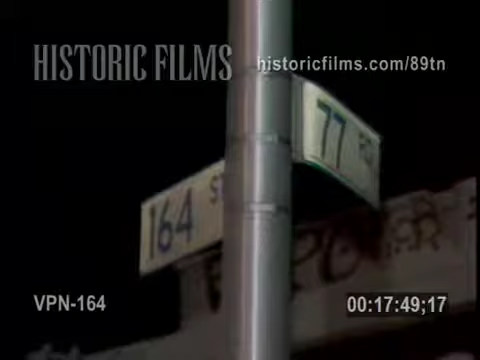 HISTORIC FILMS
historicfilms.com/89tn
77 RD
164 ST
VPN-164
00:17:49;17